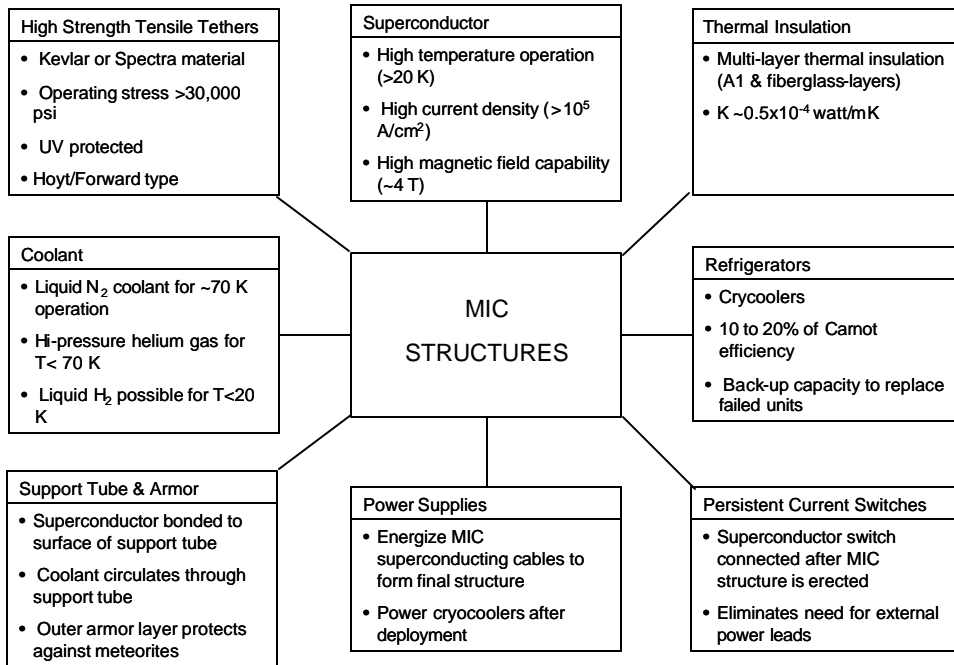 High Strength Tensile Tethers
• Kevlar or Spectra material
• Operating stress >30,000
psi
• UV protected
• Hoyt/Forward type
Superconductor
• High temperature operation
(>20 K)
• High current density (>10⁵
A/cm²)
• High magnetic field capability
(~4 T)
Thermal Insulation
• Multi-layer thermal insulation
(A1 & fiberglass-layers)
• K ~0.5x10⁻⁴ watt/mK
Coolant
• Liquid N₂ coolant for ~70 K
operation
• Hi-pressure helium gas for
T< 70 K
• Liquid H₂ possible for T<20
K
MIC
STRUCTURES
Refrigerators
• Crycoolers
• 10 to 20% of Carnot
efficiency
• Back-up capacity to replace
failed units
Support Tube & Armor
• Superconductor bonded to
surface of support tube
• Coolant circulates through
support tube
• Outer armor layer protects
against meteorites
Power Supplies
• Energize MIC
superconducting cables to
form final structure
• Power cryocoolers after
deployment
Persistent Current Switches
• Superconductor switch
connected after MIC
structure is erected
• Eliminates need for external
power leads